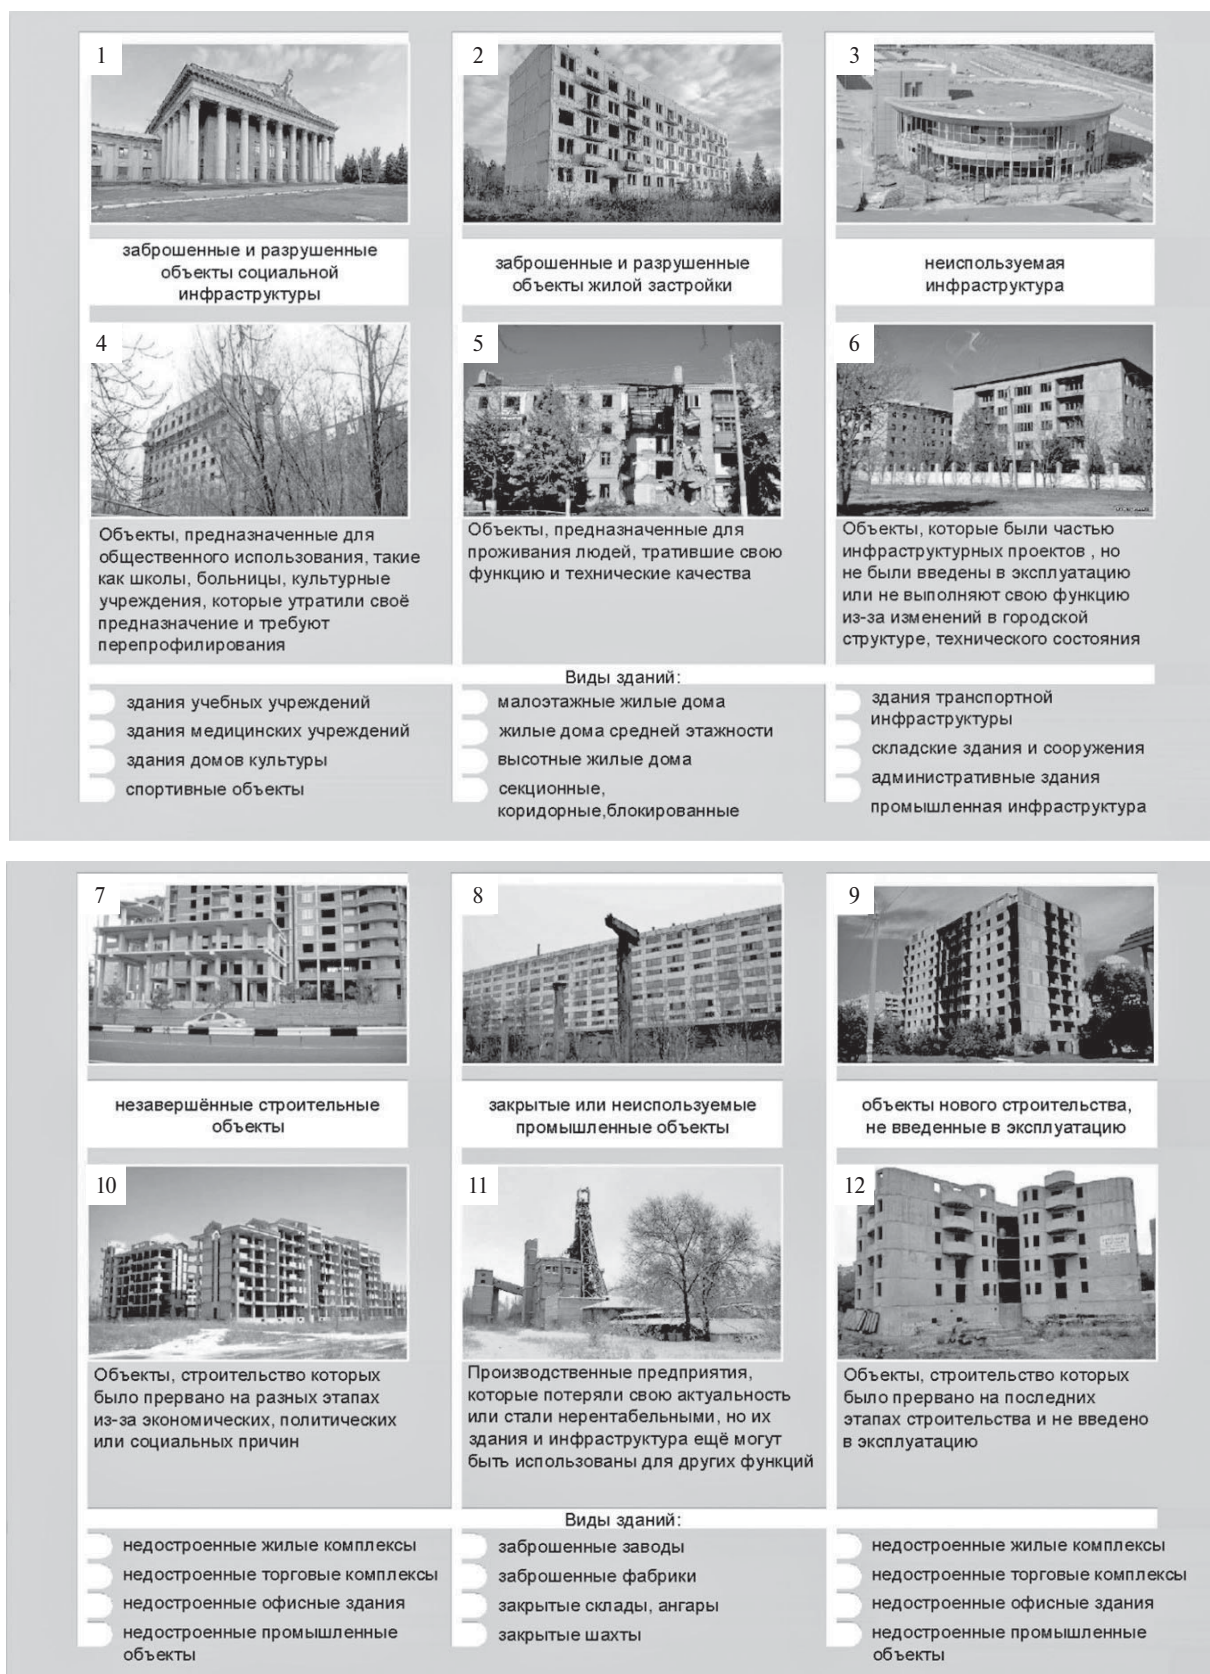 1
2
3
заброшенные и разрушенные
объекты социальной
инфраструктуры
заброшенные и разрушенные
объекты жилой застройки
неиспользуемая
инфраструктура
4
5
6
Объекты, предназначенные для
общественного использования, такие
как школы, больницы, культурные
учреждения, которые утратили своё
предназначение и требуют
перепрофилирования
Объекты, предназначенные для
проживания людей, тратившие свою
функцию и технические качества
Объекты, которые были частью
инфраструктурных проектов , но
не были введены в эксплуатацию
или не выполняют свою функцию
из-за изменений в городской
структуре, технического состояния
Виды зданий:
здания учебных учреждений
здания медицинских учреждений
здания домов культуры
спортивные объекты
малоэтажные жилые дома
жилые дома средней этажности
высотные жилые дома
секционные,
коридорные,блокированные
здания транспортной
инфраструктуры
складские здания и сооружения
административные здания
промышленная инфраструктура
7
8
9
незавершённые строительные
объекты
закрытые или неиспользуемые
промышленные объекты
объекты нового строительства,
не введенные в эксплуатацию
10
11
12
Объекты, строительство которых
было прервано на разных этапах
из-за экономических, политических
или социальных причин
Производственные предприятия,
которые потеряли свою актуальность
или стали нерентабельными, но их
здания и инфраструктура ещё могут
быть использованы для других функций
Объекты, строительство которых
было прервано на последних
этапах строительства и не введено
в эксплуатацию
Виды зданий:
недостроенные жилые комплексы
недостроенные торговые комплексы
недостроенные офисные здания
недостроенные промышленные
объекты
заброшенные заводы
заброшенные фабрики
закрытые склады, ангары
закрытые шахты
недостроенные жилые комплексы
недостроенные торговые комплексы
недостроенные офисные здания
недостроенные промышленные
объекты